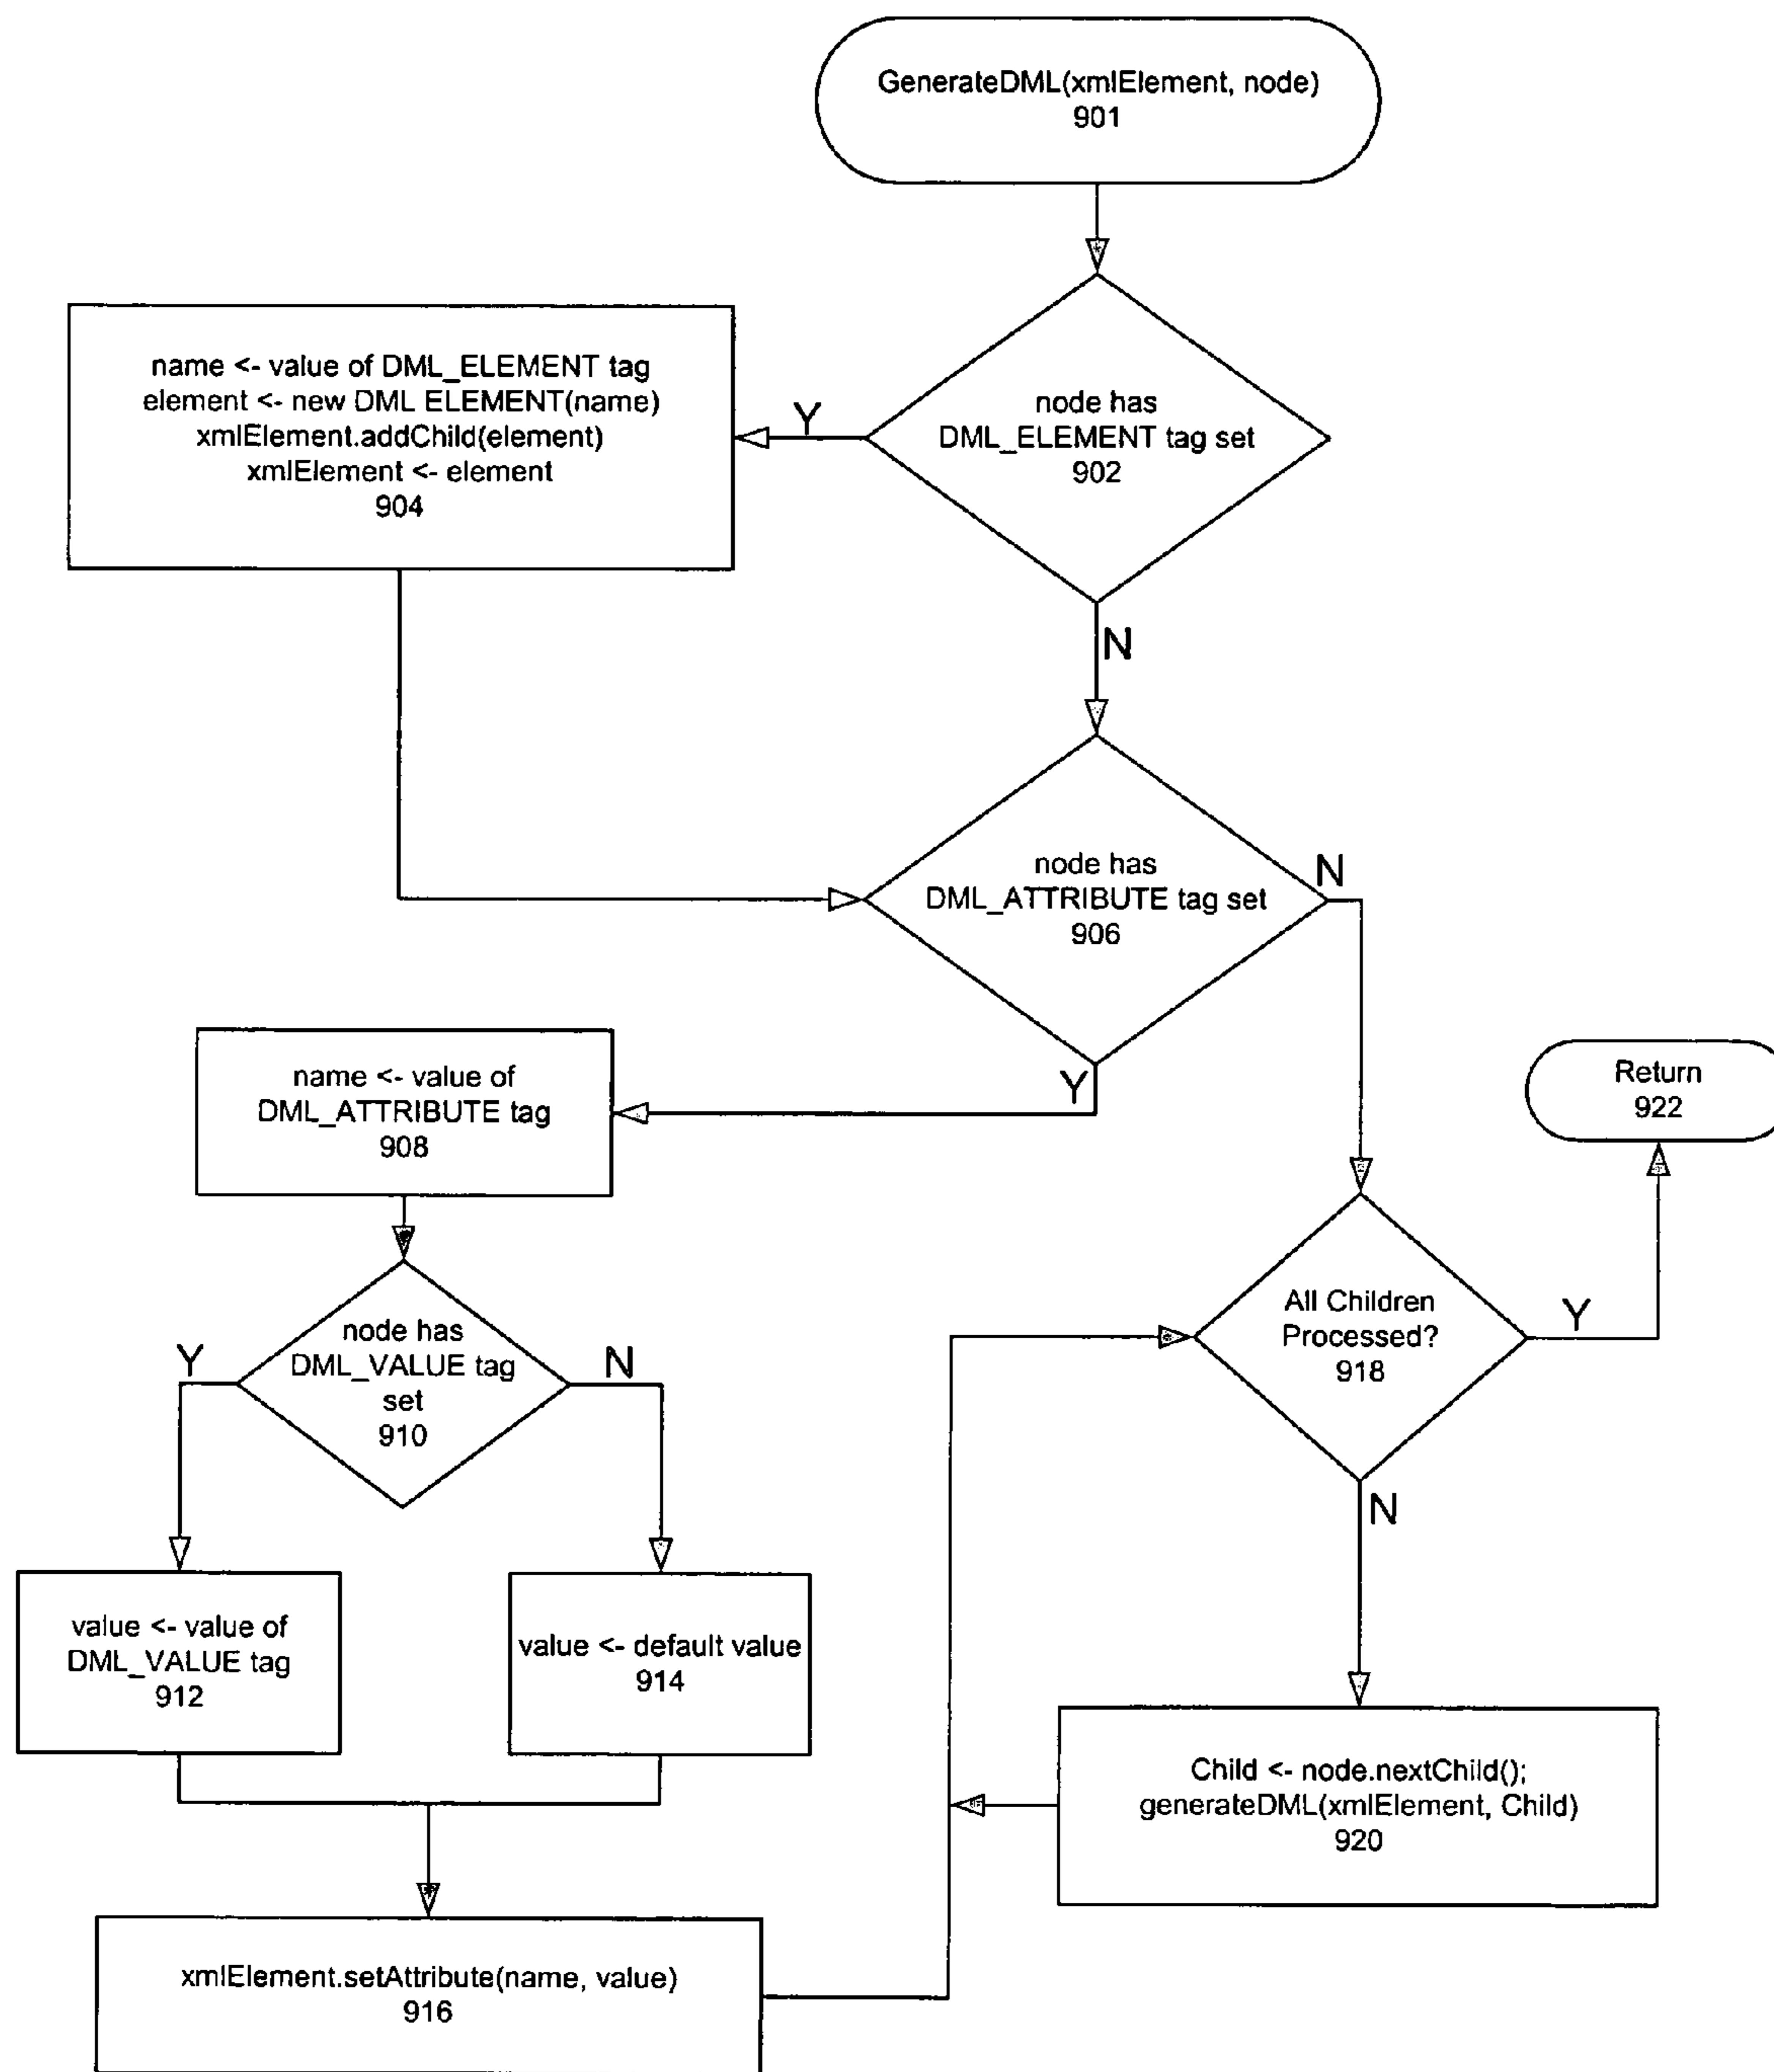 GenerateDML(xmlElement, node)
901
node has
DML_ELEMENT tag set
902
Y
N
name <- value of DML_ELEMENT tag
element <- new DML ELEMENT(name)
xmlElement.addChild(element)
xmlElement <- element
904
node has
DML_ATTRIBUTE tag set
906
N
Y
name <- value of
DML_ATTRIBUTE tag
908
Return
922
node has
DML_VALUE tag
set
910
Y
N
All Children
Processed?
918
Y
N
value <- value of
DML_VALUE tag
912
value <- default value
914
Child <- node.nextChild();
generateDML(xmlElement, Child)
920
xmlElement.setAttribute(name, value)
916